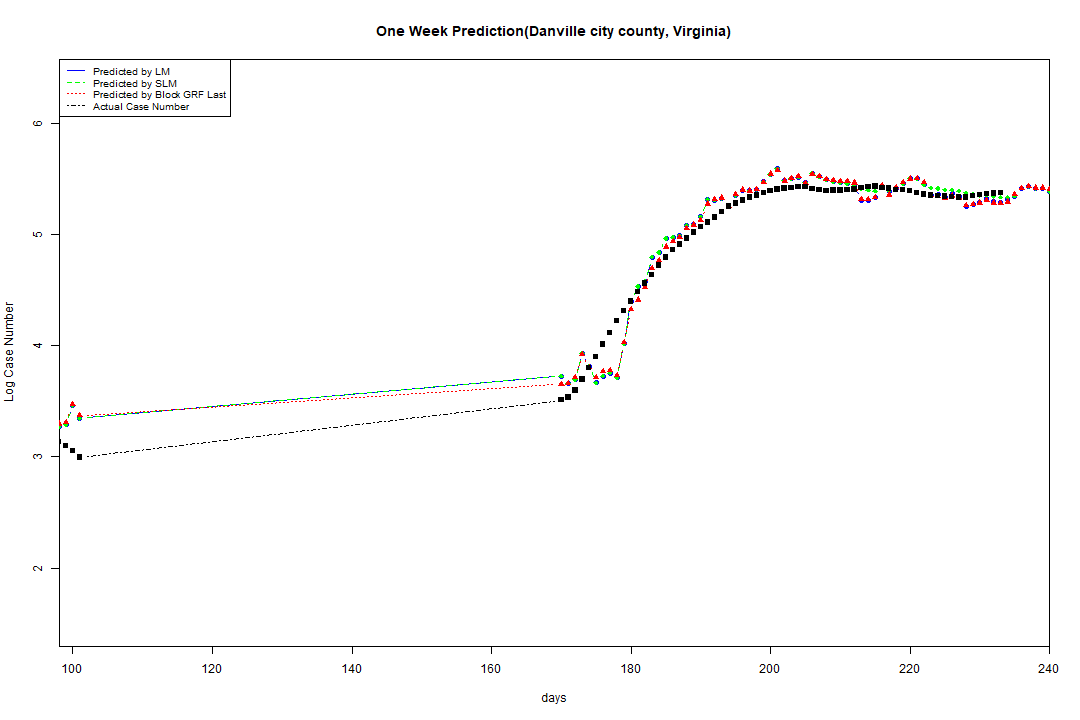 One Week Prediction(Danville city county, Virginia)
Predicted by LM
Predicted by SLM
Predicted by Block GRF Last
Actual Case Number
6
5
4
3
2
Log Case Number
100 120 140 160 180 200 220 240
days